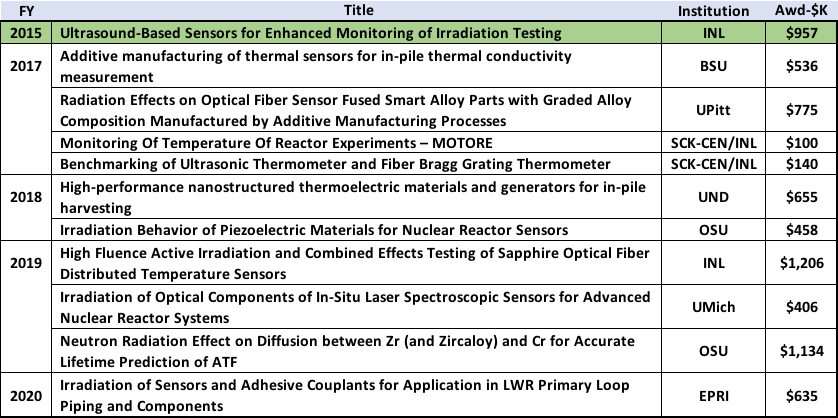 FY Title Institution Awd-$K
2015 Ultrasound-Based Sensors for Enhanced Monitoring of Irradiation Testing INL $957
2017 Additive manufacturing of thermal sensors for in-pile thermal conductivity
measurement BSU $536
Radiation Effects on Optical Fiber Sensor Fused Smart Alloy Parts with Graded Alloy
Composition Manufactured by Additive Manufacturing Processes UPitt $775
Monitoring Of Temperature Of Reactor Experiments – MOTORE SCK-CEN/INL $100
Benchmarking of Ultrasonic Thermometer and Fiber Bragg Grating Thermometer SCK-CEN/INL $140
2018 High-performance nanostructured thermoelectric materials and generators for in-pile
harvesting UND $655
Irradiation Behavior of Piezoelectric Materials for Nuclear Reactor Sensors OSU $458
2019 High Fluence Active Irradiation and Combined Effects Testing of Sapphire Optical Fiber
Distributed Temperature Sensors INL $1,206
Irradiation of Optical Components of In-Situ Laser Spectroscopic Sensors for Advanced
Nuclear Reactor Systems UMich $406
Neutron Radiation Effect on Diffusion between Zr (and Zircaloy) and Cr for Accurate
Lifetime Prediction of ATF OSU $1,134
2020 Irradiation of Sensors and Adhesive Couplants for Application in LWR Primary Loop
Piping and Components EPRI $635